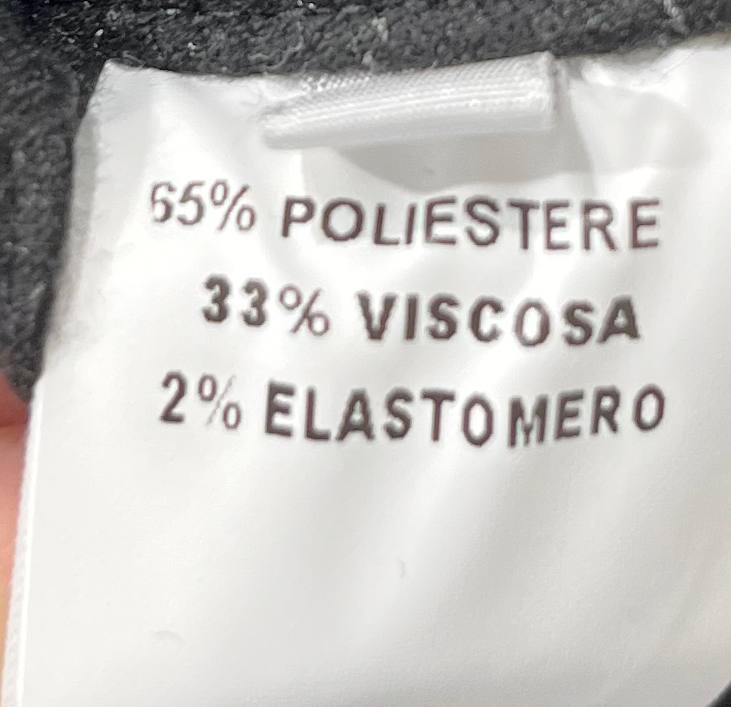 65% POLIESTERE
33% VISCOSA
2% ELASTOMERO